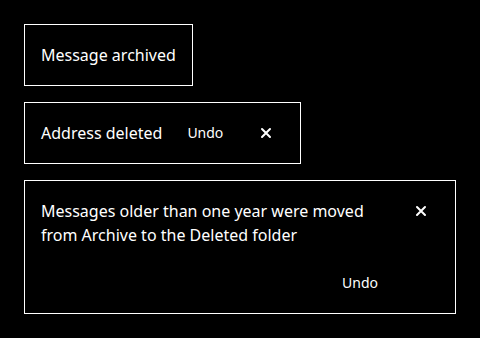 Message archived
Address deleted Undo
Messages older than one year were moved
from Archive to the Deleted folder
Undo